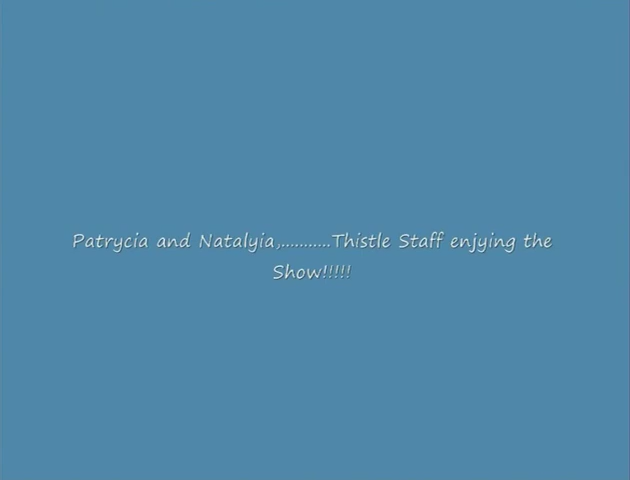 Patrycia and Natalyia,...........Thistle Staff enjying the
Show!!!!!